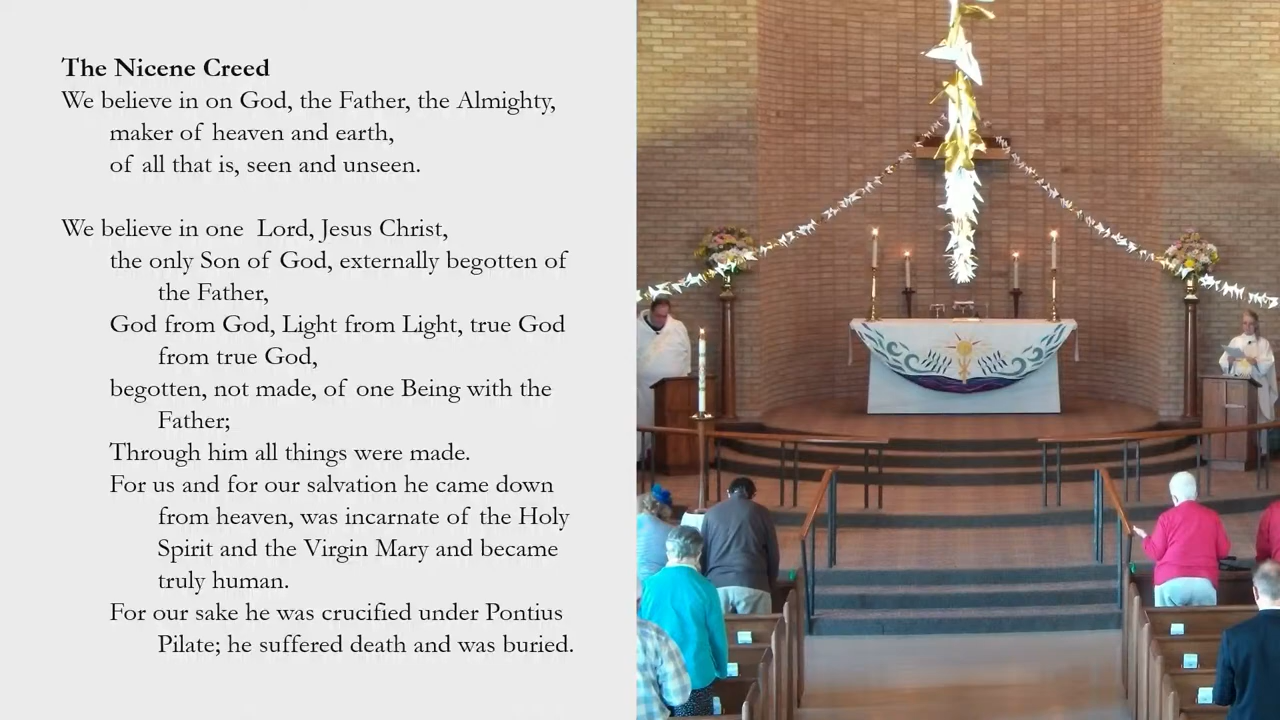 The Nicene Creed
We believe in on God, the Father, the Almighty,
maker of heaven and earth,
of all that is, seen and unseen.
We believe in one Lord, Jesus Christ,
the only Son of God, externally begotten of
the Father,
God from God, Light from Light, true God
from true God,
begotten, not made, of one Being with the
Father;
Through him all things were made.
For us and for our salvation he came down
from heaven, was incarnate of the Holy
Spirit and the Virgin Mary and became
truly human.
For our sake he was crucified under Pontius
Pilate; he suffered death and was buried.